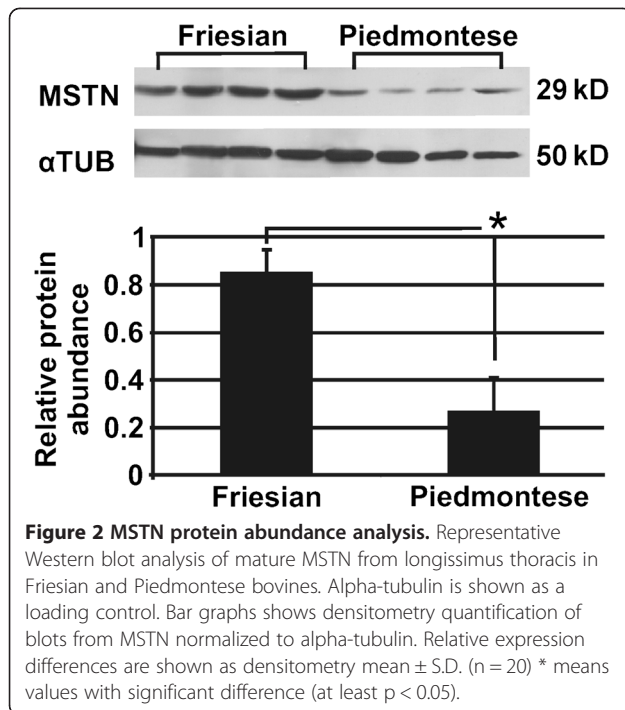 Friesian Piedmontese
MSTN 29 kD
αTUB 50 kD
*
1
0.8
0.6
0.4
0.2
0
Relative protein
abundance
Friesian Piedmontese
Figure 2 MSTN protein abundance analysis. Representative
Western blot analysis of mature MSTN from longissimus thoracis in
Friesian and Piedmontese bovines. Alpha-tubulin is shown as a
loading control. Bar graphs shows densitometry quantification of
blots from MSTN normalized to alpha-tubulin. Relative expression
differences are shown as densitometry mean ± S.D. (n = 20) * means
values with significant difference (at least p < 0.05).